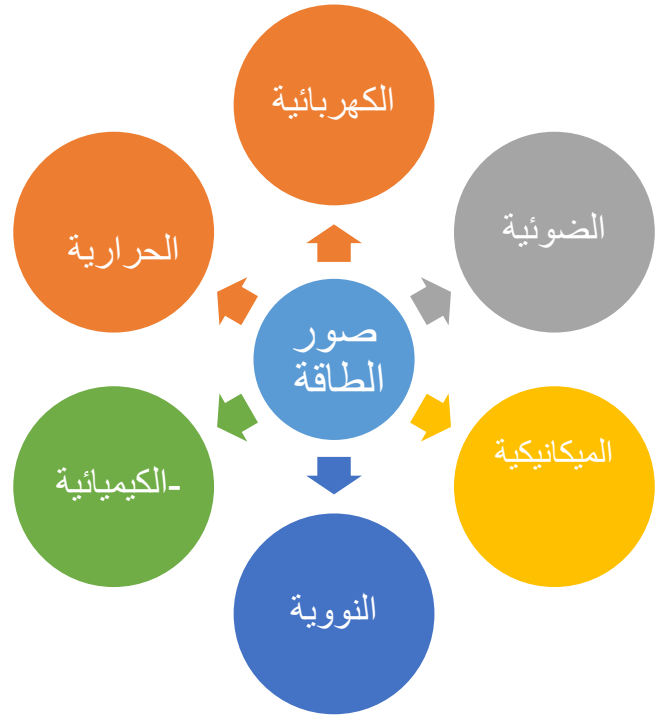 صور
الطاقة
الكهربائية
الضوئية
الميكانيكية
النووية
الكيميائية-
الحرارية